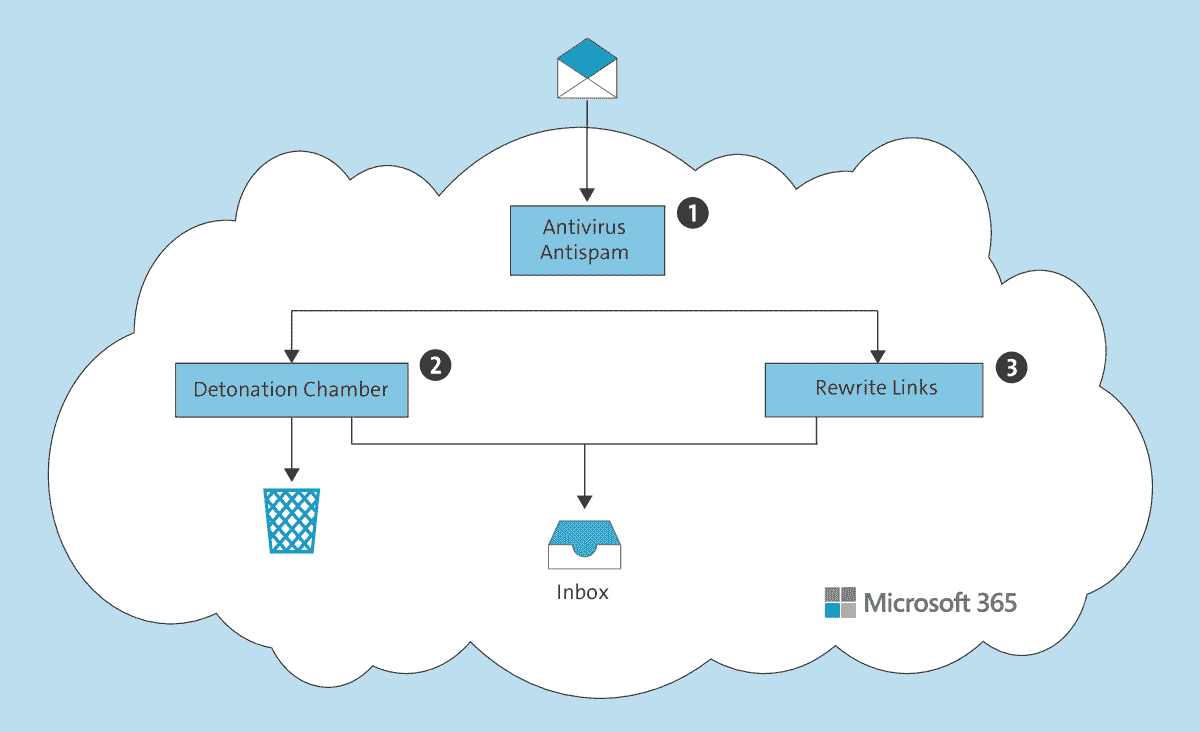 Antivirus
Antispam
1
Detonation Chamber
2
Rewrite Links
3
Inbox
Microsoft 365